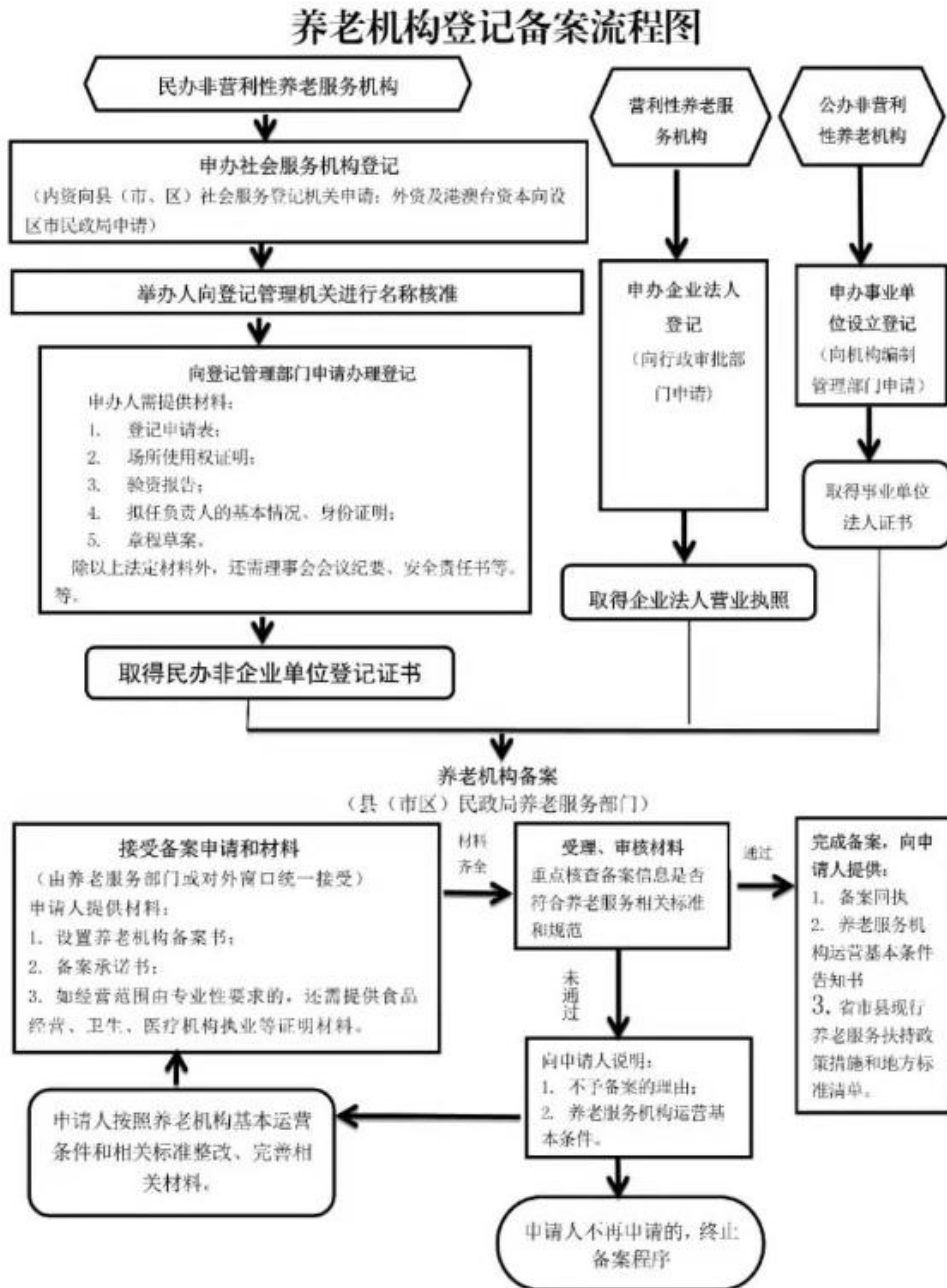 养老机构登记备案流程图
民办非营利性养老服务机构
申办社会服务机构登记
（内资向县（市、区）社会服务登记机关申请；外资及港澳台资本向设
区市民政局申请）
举办人向登记管理机关进行名称核准
向登记管理部门申请办理登记
申办人需提供材料：
1. 登记申请表；
2. 场所使用权证明；
3. 验资报告；
4. 拟任负责人的基本情况、身份证明；
5. 章程草案。
除以上法定材料外，还需理事会会议纪要、安全责任书等。
等。
取得民办非企业单位登记证书
营利性养老服
务机构
申办企业法人
登记
（向行政审批部
门申请）
取得企业法人营业执照
公办非营利
性养老机构
申办事业单
位设立登记
（向机构编制
管理部门申请）
取得事业单位
法人证书
养老机构备案
（县（市区）民政局养老服务部门）
接受备案申请和材料
（由养老服务部门或对外窗口统一接受）
申请人提供材料：
1. 设置养老机构备案书；
2. 备案承诺书；
3. 如经营范围由专业性要求的，还需提供食品
经营、卫生、医疗机构执业等证明材料。
材料
齐全
受理、审核材料
重点核查备案信息是否
符合养老服务相关标准
和规范
通过
完成备案，向申
请人提供：
1. 备案回执
2. 养老服务机
构运营基本条件
告知书
3. 省市县现行
养老服务扶持政
策措施和地方标
准清单。
未
通
过
向申请人说明：
1. 不予备案的理由；
2. 养老服务机构运营基
本条件。
申请人按照养老机构基本运营
条件和相关标准整改、完善相
关材料。
申请人不再申请的，终止
备案程序